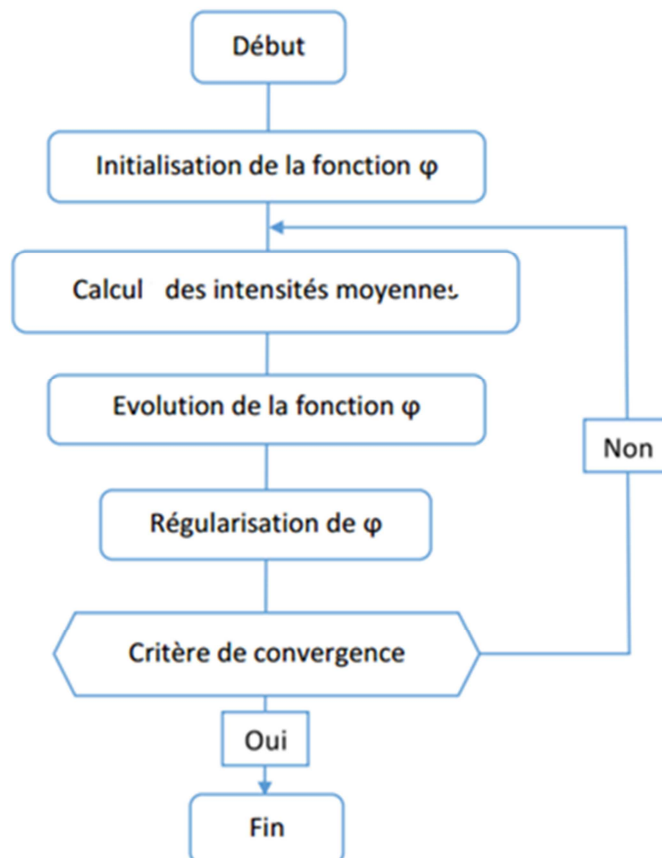 Début
Initialisation de la fonction φ
Calcul des intensités moyennes
Evolution de la fonction φ
Non
Régularisation de φ
Critère de convergence
Oui
Fin